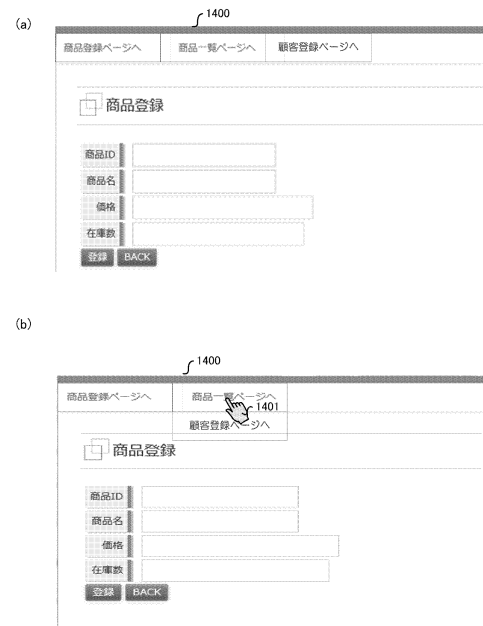 (a)
1400
商品登録ページへ 商品一覧ページへ 顧客登録ページへ
商品登録
商品ID
商品名
価格
在庫数
登録 BACK
(b)
1400
商品登録ページへ 商品一覧ページへ
1401
顧客登録ページへ
商品登録
商品ID
商品名
価格
在庫数
登録 BACK